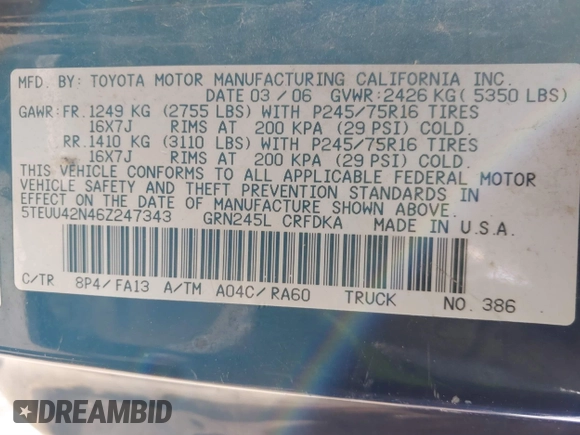 MFD. BY: TOYOTA MOTOR MANUFACTURING CALIFORNIA INC.
DATE 03 / 06 GVWR: 2426 KG ( 5350 LBS)
GAWR: FR. 1249 KG (2755 LBS) WITH P245/75R16 TIRES
16X7J RIMS AT 200 KPA (29 PSI) COLD.
RR. 1410 KG (3110 LBS) WITH P245/75R16 TIRES
16X7J RIMS AT 200 KPA (29 PSI) COLD.
THIS VEHICLE CONFORMS TO ALL APPLICABLE FEDERAL MOTOR
VEHICLE SAFETY AND THEFT PREVENTION STANDARDS IN
EFFECT ON THE DATE OF MANUFACTURE SHOWN ABOVE.
5TEUU42N46Z247343 GRN245L CRFDKA MADE IN U.S.A.
C/TR 8P4/ FA13 A/TM A04C/ RA60 TRUCK NO. 386
DREAMBID